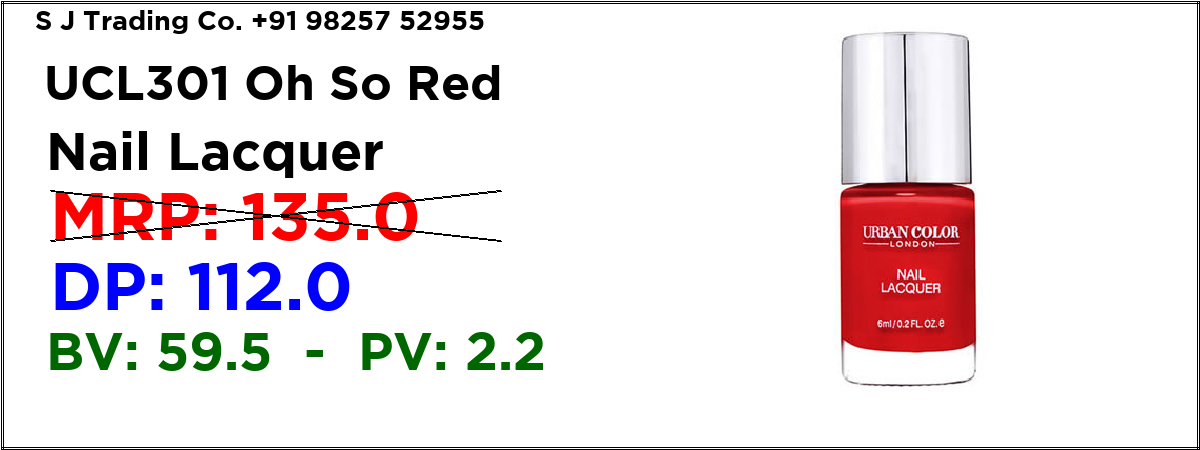 S J Trading Co. +91 98257 52955
UCL301 Oh So Red
Nail Lacquer
MRP: 135.0
DP: 112.0
BV: 59.5 - PV: 2.2
URBAN COLOR
LONDON
NAIL
LACQUER
6ml/0.2 FL. OZ. e